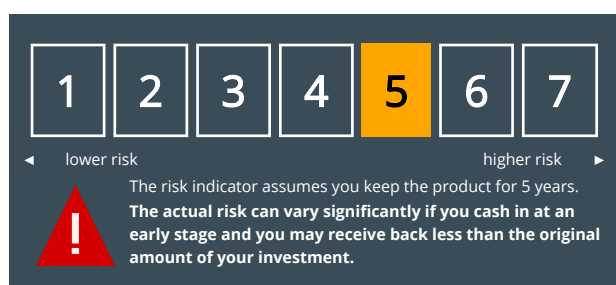 1 2 3 4 5 6 7
◄ lower risk higher risk ►
The risk indicator assumes you keep the product for 5 years.
The actual risk can vary significantly if you cash in at an
early stage and you may receive back less than the original
amount of your investment.
!